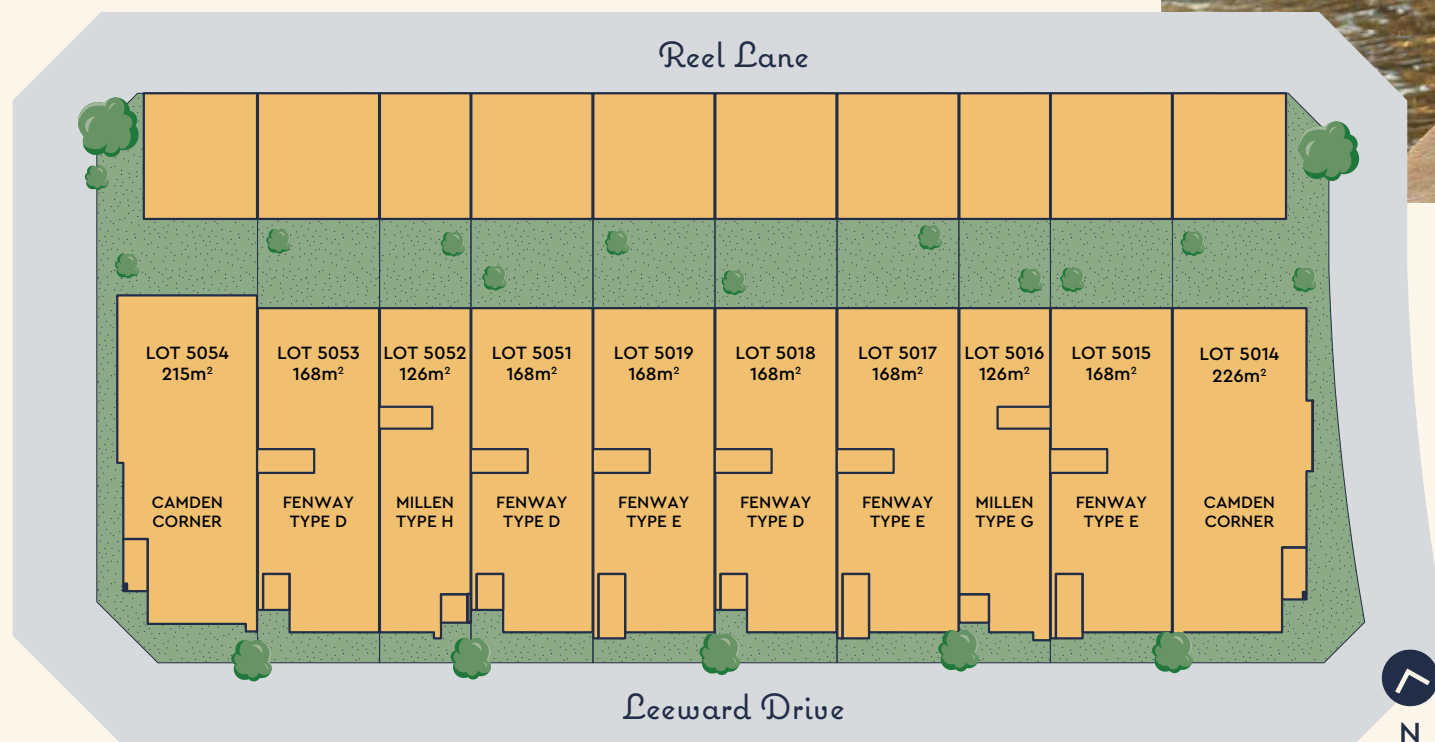 Reel Lane
LOT 5054
215m²
LOT 5053
168m²
LOT 5052
126m²
LOT 5051
168m²
LOT 5019
168m²
LOT 5018
168m²
LOT 5017
168m²
LOT 5016
126m²
LOT 5015
168m²
LOT 5014
226m²
CAMDEN
CORNER
FENWAY
TYPE D
MILLEN
TYPE H
FENWAY
TYPE D
FENWAY
TYPE E
FENWAY
TYPE D
FENWAY
TYPE E
MILLEN
TYPE G
FENWAY
TYPE E
CAMDEN
CORNER
Leeward Drive
N